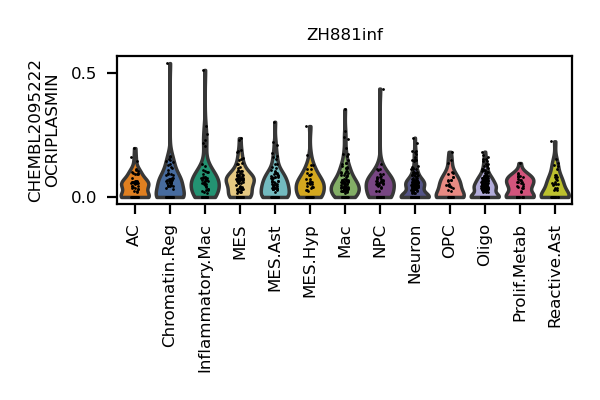 ZH881inf
CHEMBL2095222
OCRIPLASMIN
0.5
0.0
AC
Chromatin.Reg
Inflammatory.Mac
MES
MES.Ast
MES.Hyp
Mac
NPC
Neuron
OPC
Oligo
Prolif.Metab
Reactive.Ast